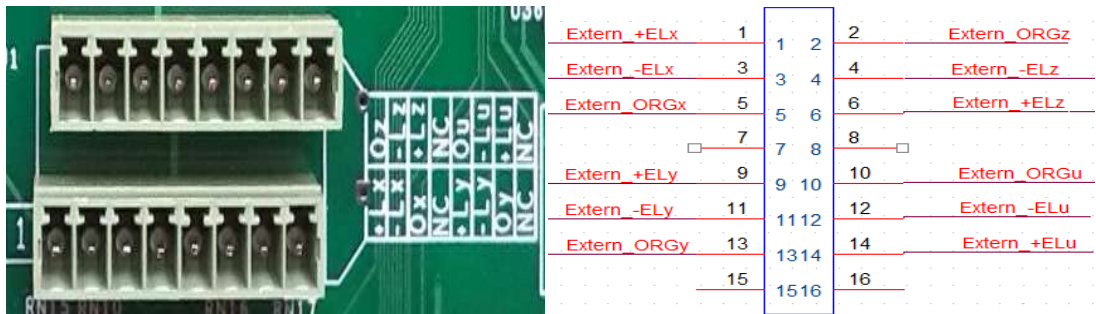 U36
1
Oz -Lz +Lz NC Ou -Lu +Lu NC
+Lx -Lx Ox NC +Ly -Ly Oy NC
Extern_+ELx 1 1 2 2 Extern_ORGz
Extern_-ELx 3 3 4 4 Extern_-ELz
Extern_ORGx 5 5 6 6 Extern_+ELz
7 7 8 8
Extern_+ELy 9 9 10 10 Extern_ORGu
Extern_-ELy 11 11 12 12 Extern_-ELu
Extern_ORGy 13 13 14 14 Extern_+ELu
15 15 16 16